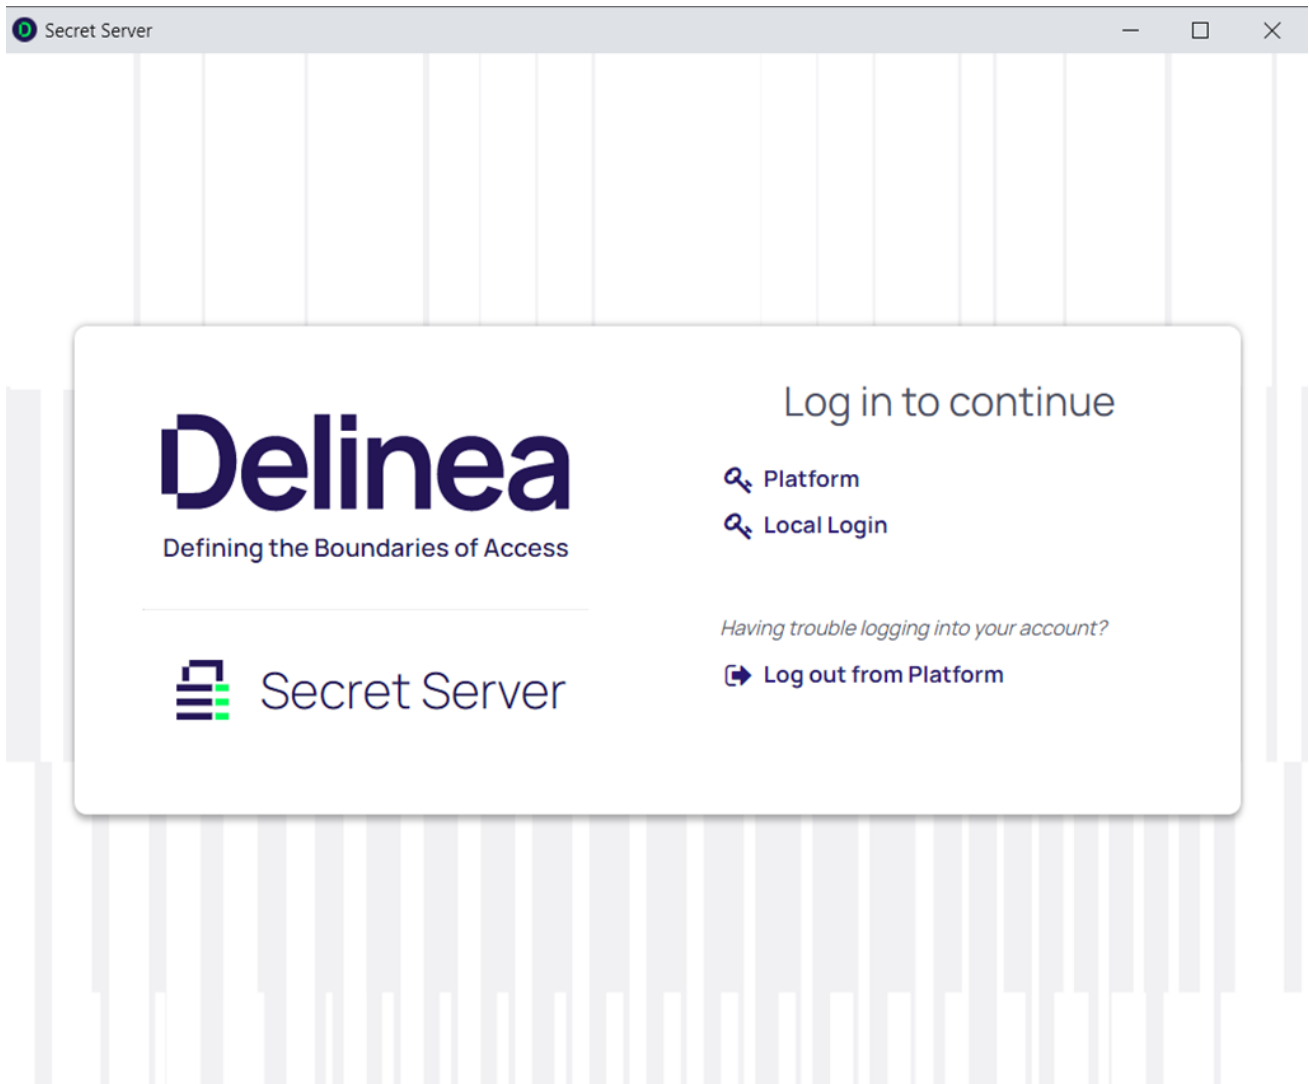 Secret Server
Delinea
Defining the Boundaries of Access
Secret Server
Log in to continue
Platform
Local Login
Having trouble logging into your account?
Log out from Platform